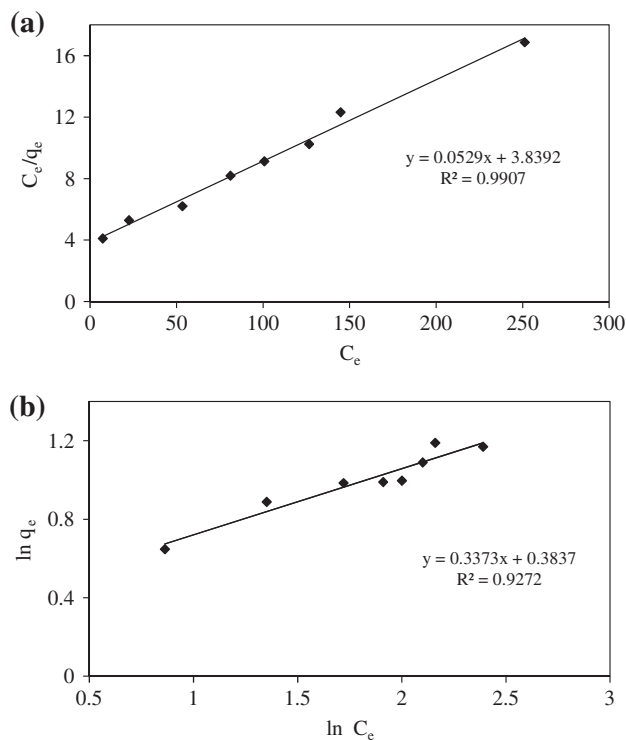 (a)
16
12
8
4
0
C_e/q_e
y = 0.0529x + 3.8392
R² = 0.9907
0 50 100 150 200 250 300
C_e
(b)
1.2
0.8
0.4
0
ln q_e
y = 0.3373x + 0.3837
R² = 0.9272
0.5 1 1.5 2 2.5 3
ln C_e